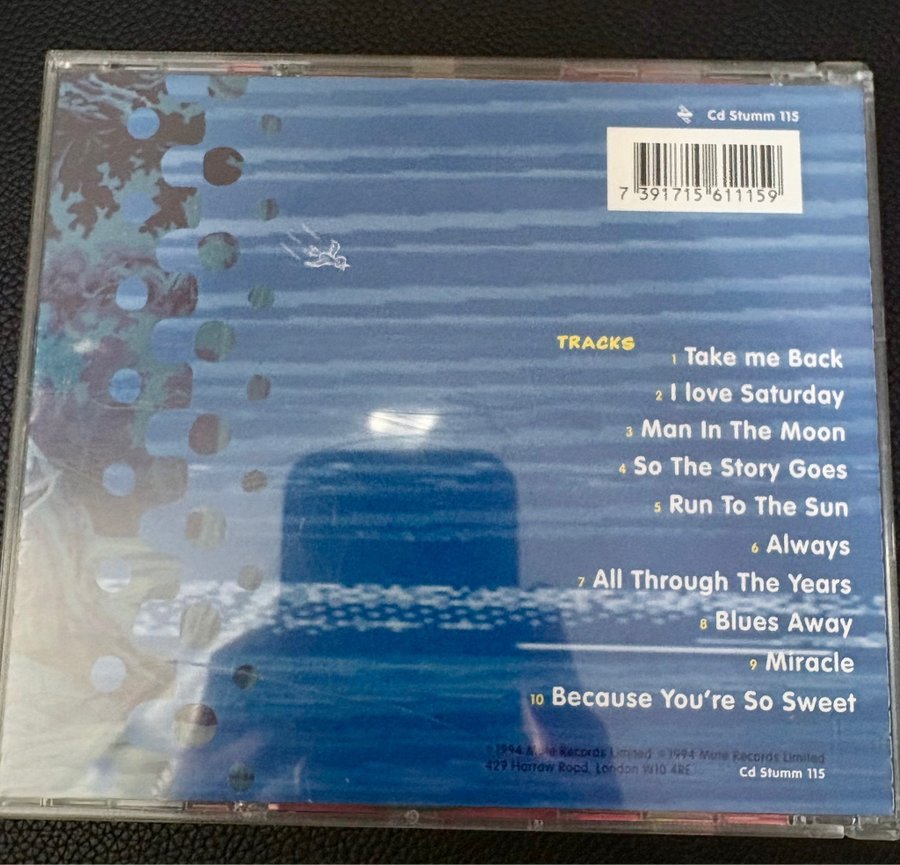 Cd Stumm 115
7 391715 611159
TRACKS
1 Take me Back
2 I love Saturday
3 Man In The Moon
4 So The Story Goes
5 Run To The Sun
6 Always
7 All Through The Years
8 Blues Away
9 Miracle
10 Because You're So Sweet
℗1994 Mute Records Limited ©1994 Mute Records Limited
429 Harrow Road, London W10 4RE
Cd Stumm 115